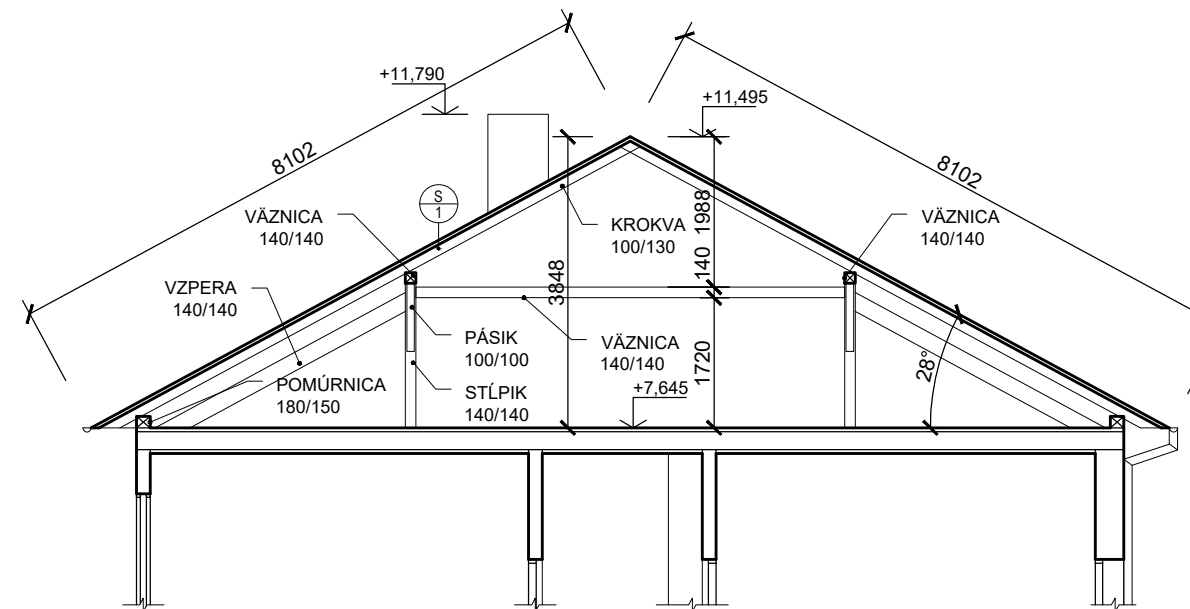 +11,790
+11,495
8102
8102
S
1
VÄZNICA
140/140
KROKVA
100/130
1988
VÄZNICA
140/140
VZPERA
140/140
3848
140
PÁSIK
100/100
VÄZNICA
140/140
1720
28°
POMÚRNICA
180/150
STĹPIK
140/140
+7,645